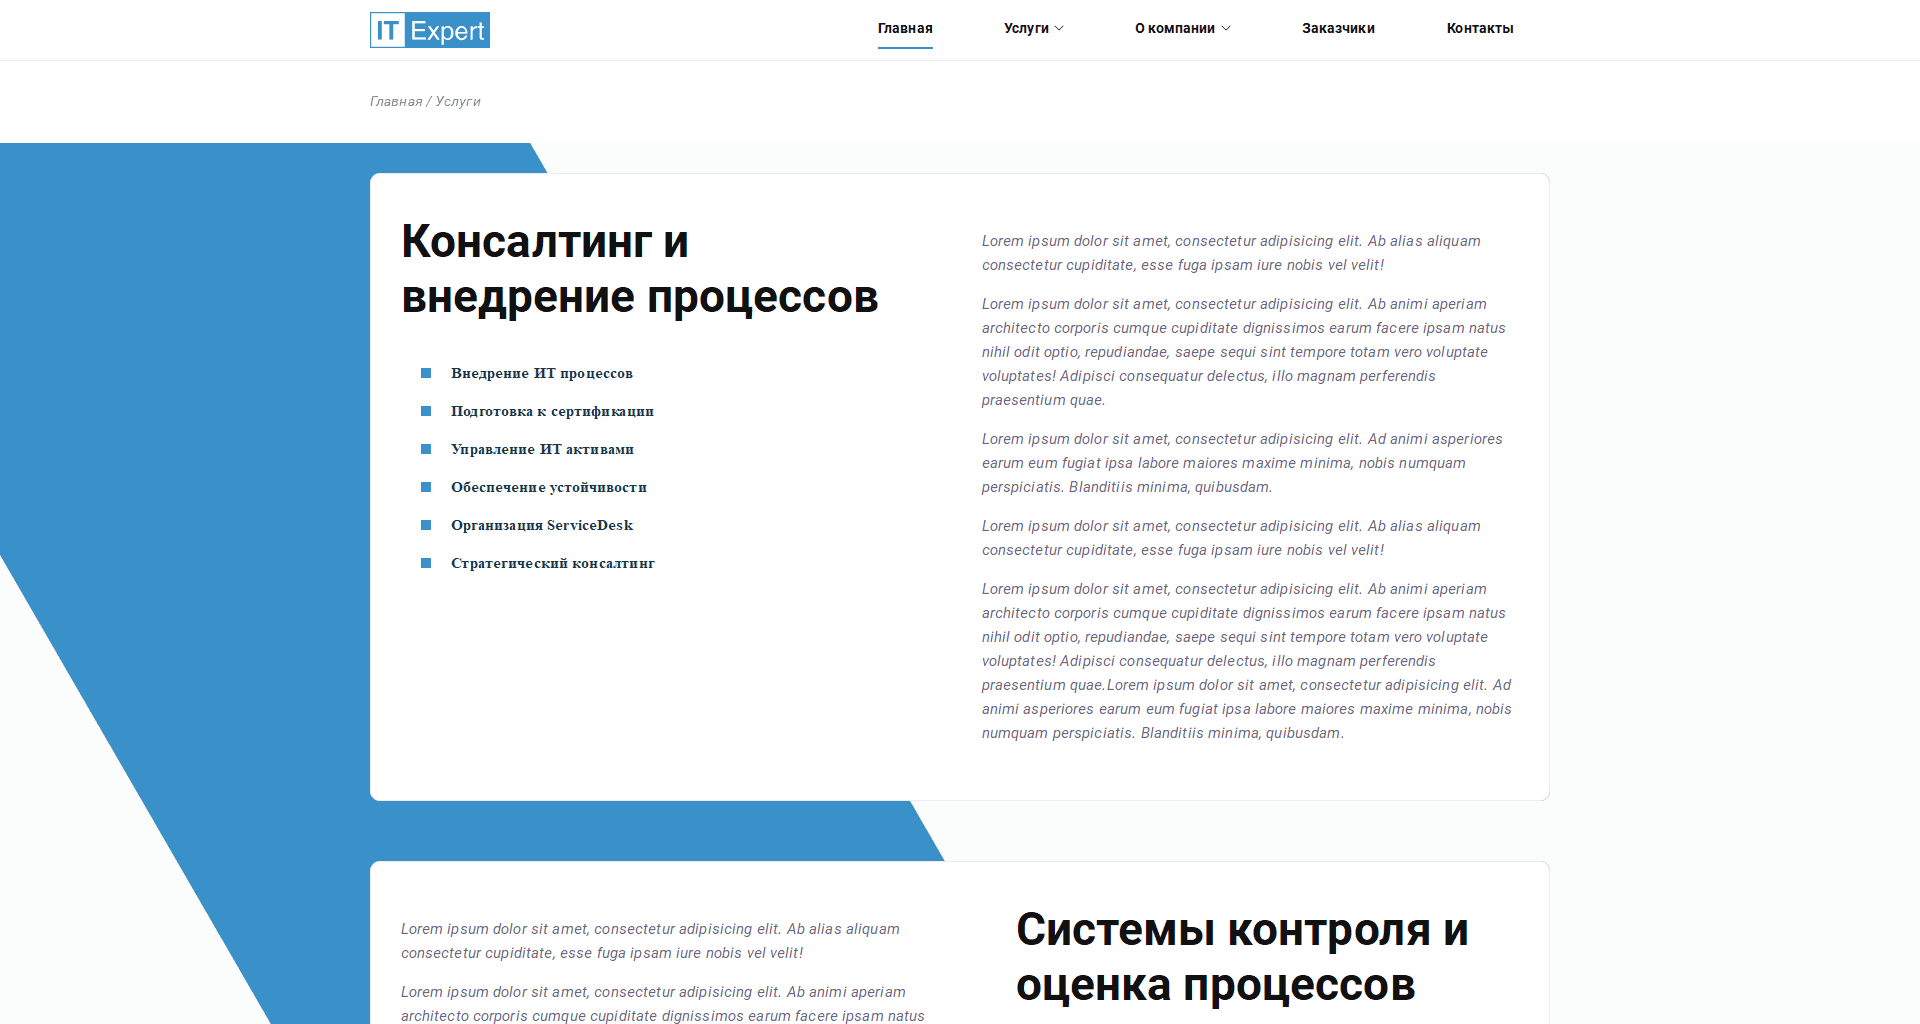 IT Expert
Главная
Услуги
О компании
Заказчики
Контакты
Главная / Услуги
Консалтинг и
внедрение процессов
Внедрение ИТ процессов
Подготовка к сертификации
Управление ИТ активами
Обеспечение устойчивости
Организация ServiceDesk
Стратегический консалтинг
Lorem ipsum dolor sit amet, consectetur adipisicing elit. Ab alias aliquam
consectetur cupiditate, esse fuga ipsam iure nobis vel velit!
Lorem ipsum dolor sit amet, consectetur adipisicing elit. Ab animi aperiam
architecto corporis cumque cupiditate dignissimos earum facere ipsam natus
nihil odit optio, repudiandae, saepe sequi sint tempore totam vero voluptate
voluptates! Adipisci consequatur delectus, illo magnam perferendis
praesentium quae.
Lorem ipsum dolor sit amet, consectetur adipisicing elit. Ad animi asperiores
earum eum fugiat ipsa labore maiores maxime minima, nobis numquam
perspiciatis. Blanditiis minima, quibusdam.
Lorem ipsum dolor sit amet, consectetur adipisicing elit. Ab alias aliquam
consectetur cupiditate, esse fuga ipsam iure nobis vel velit!
Lorem ipsum dolor sit amet, consectetur adipisicing elit. Ab animi aperiam
architecto corporis cumque cupiditate dignissimos earum facere ipsam natus
nihil odit optio, repudiandae, saepe sequi sint tempore totam vero voluptate
voluptates! Adipisci consequatur delectus, illo magnam perferendis
praesentium quae.Lorem ipsum dolor sit amet, consectetur adipisicing elit. Ad
animi asperiores earum eum fugiat ipsa labore maiores maxime minima, nobis
numquam perspiciatis. Blanditiis minima, quibusdam.
Lorem ipsum dolor sit amet, consectetur adipisicing elit. Ab alias aliquam
consectetur cupiditate, esse fuga ipsam iure nobis vel velit!
Lorem ipsum dolor sit amet, consectetur adipisicing elit. Ab animi aperiam
architecto corporis cumque cupiditate dignissimos earum facere ipsam natus
Системы контроля и
оценка процессов